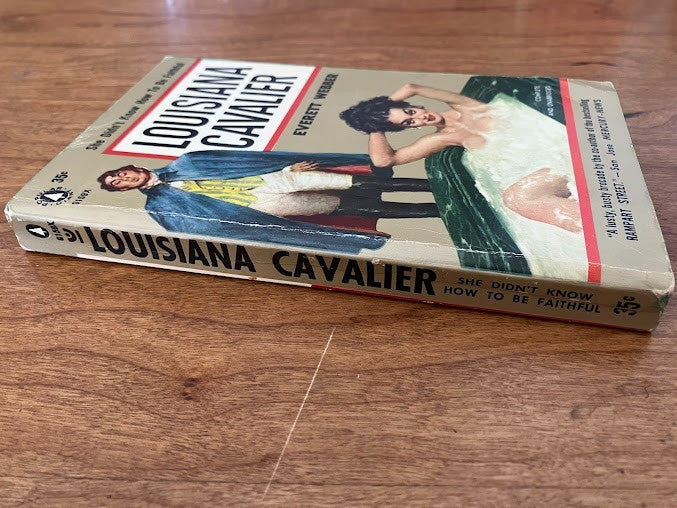 She Didn't Know How To Be Faithful
LOUISIANA
CAVALIER
EVERETT WEBBER
35¢
COMPLETE
AND UNABRIDGED
"A lusty, busty brocade by the co-author of the bestselling
RAMPART STREET."—San Jose MERCURY-NEWS
LOUISIANA CAVALIER
SHE DIDN'T KNOW
HOW TO BE FAITHFUL
35¢